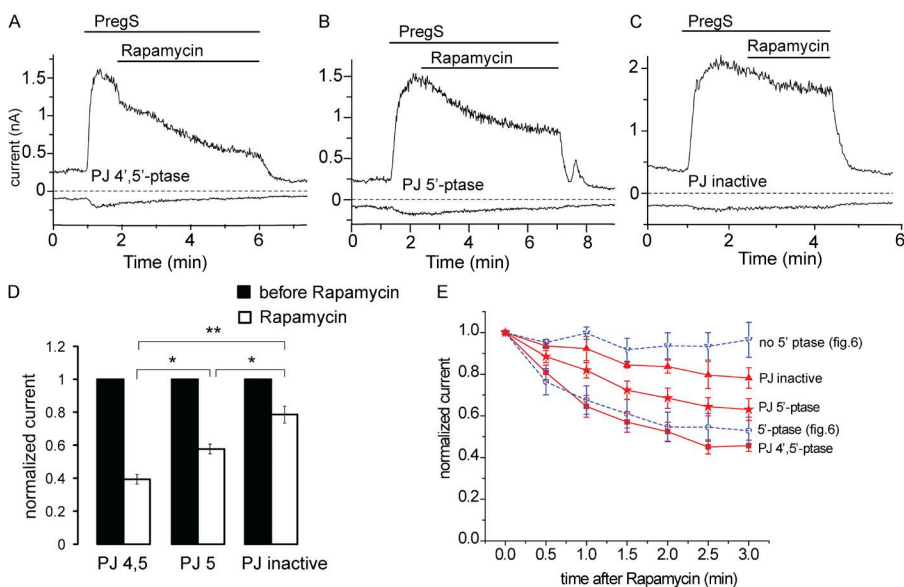 A
PregS
Rapamycin
current (nA)
1.5
1.0
0.5
0
PJ 4',5'-ptase
0 2 4 6
Time (min)
B
PregS
Rapamycin
1.5
1.0
0.5
0
PJ 5'-ptase
0 2 4 6 8
Time (min)
C
PregS
Rapamycin
2
1
0
PJ inactive
0 1 2 3 4 5 6
Time (min)
D
before Rapamycin
Rapamycin
**
* *
normalized current
1.2
1
0.8
0.6
0.4
0.2
0
PJ 4,5 PJ 5 PJ inactive
E
normalized current
1.0
0.8
0.6
0.4
0.2
0.0
no 5' ptase (fig.6)
PJ inactive
PJ 5'-ptase
5'-ptase (fig.6)
PJ 4',5'-ptase
0.0 0.5 1.0 1.5 2.0 2.5 3.0
time after Rapamycin (min)